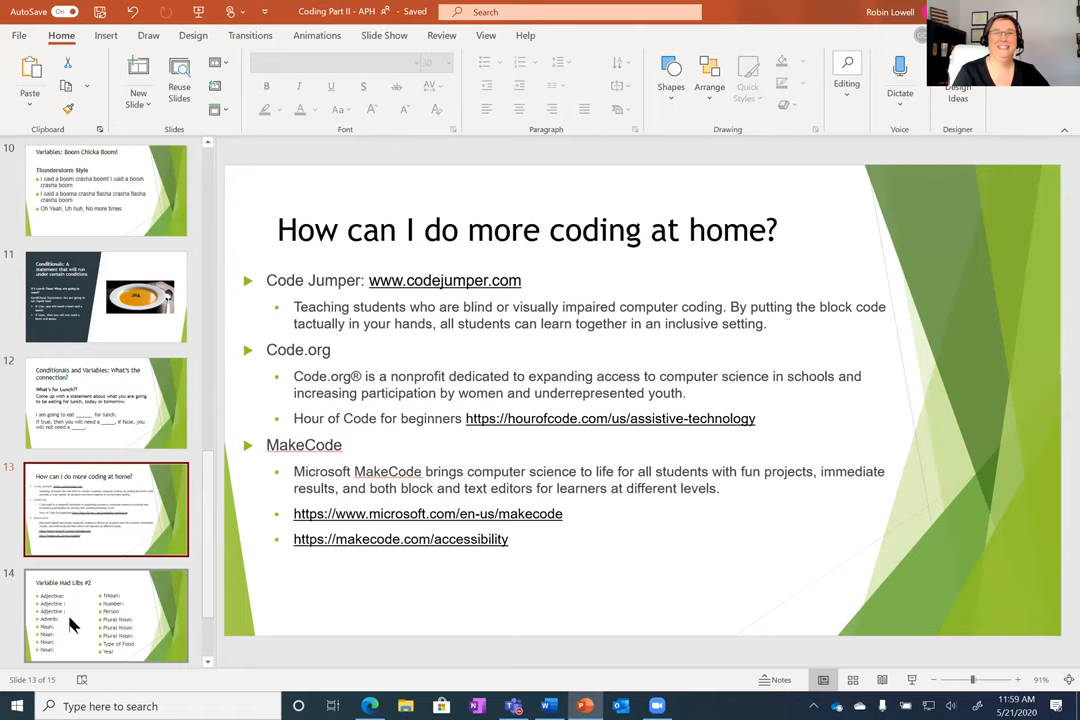 AutoSave On
Coding Part II - APH
Saved
Search
Robin Lowell
File Home Insert Draw Design Transitions Animations Slide Show Review View Help
Paste
New Slide
Reuse Slides
Shapes
Arrange
Quick Styles
Editing
Dictate
Design Ideas
Clipboard
Slides
Font
Paragraph
Drawing
Voice
Designer
10
Variables: Boom Chicka Boom!
Thunderstorm Style
I said a boom crasha boom! I said a boom
crasha boom
I said a booma crasha flasha crasha flasha
crasha boom
Oh Yeah, Uh huh, No more times
11
Conditionals: A
statement that will run
under certain conditions
12
Conditionals and Variables: What's the
connection?
What's for Lunch??
Come up with a statement about what you are going
to be eating for lunch, today or tomorrow.
I am going to eat _____ for lunch.
If true, then you will need a _____, if false, you
will not need a _____.
13
How can I do more coding at home?
14
Variable Mad Libs #2
Adjective:
Adjective :
Adjective :
Adverb:
Noun:
Noun:
Noun:
Noun:
Number:
Person
Plural Noun:
Plural Noun:
Plural Noun:
Type of Food
Year
How can I do more coding at home?
Code Jumper: www.codejumper.com
Teaching students who are blind or visually impaired computer coding. By putting the block code
tactually in your hands, all students can learn together in an inclusive setting.
Code.org
Code.org® is a nonprofit dedicated to expanding access to computer science in schools and
increasing participation by women and underrepresented youth.
Hour of Code for beginners https://hourofcode.com/us/assistive-technology
MakeCode
Microsoft MakeCode brings computer science to life for all students with fun projects, immediate
results, and both block and text editors for learners at different levels.
https://www.microsoft.com/en-us/makecode
https://makecode.com/accessibility
Slide 13 of 15
Notes
91%
Type here to search
11:59 AM
5/21/2020